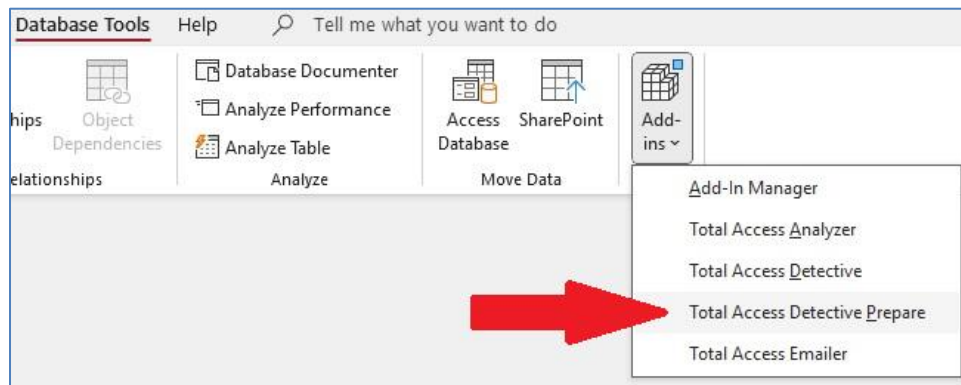 Database Tools Help Tell me what you want to do
hips
Object
Dependencies
elationships
Database Documenter
Analyze Performance
Analyze Table
Analyze
Access
Database
SharePoint
Move Data
Add-
ins
Add-In Manager
Total Access Analyzer
Total Access Detective
Total Access Detective Prepare
Total Access Emailer